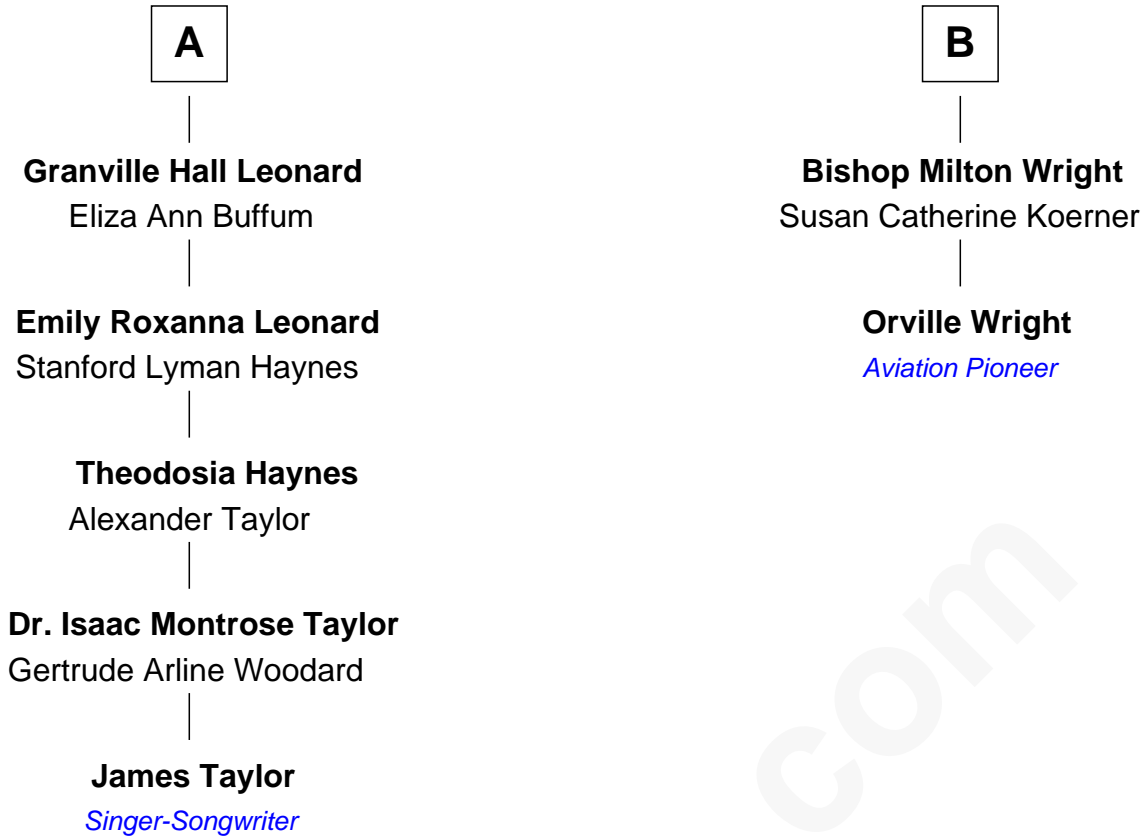 A
Granville Hall Leonard
Eliza Ann Buffum
Emily Roxanna Leonard
Stanford Lyman Haynes
Theodosia Haynes
Alexander Taylor
Dr. Isaac Montrose Taylor
Gertrude Arline Woodard
James Taylor
Singer-Songwriter
B
Bishop Milton Wright
Susan Catherine Koerner
Orville Wright
Aviation Pioneer
com